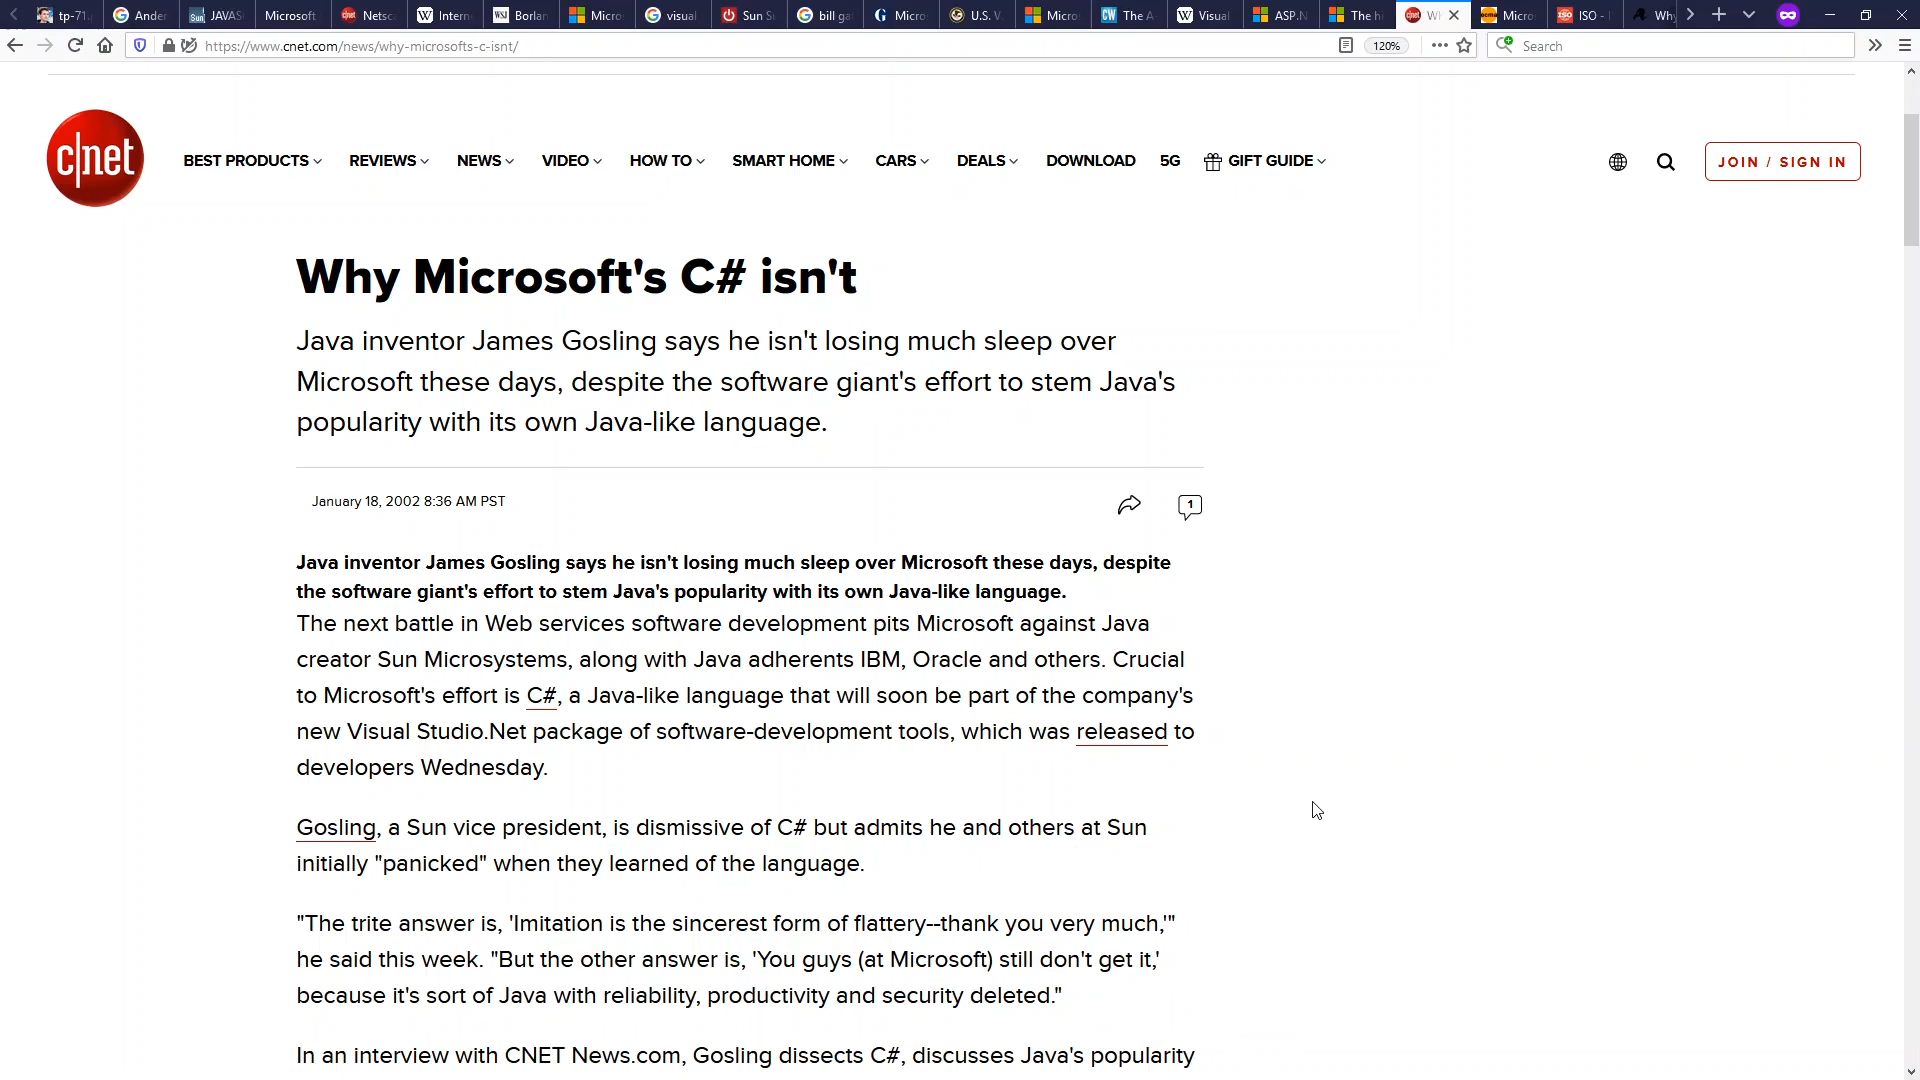 tp-71.
Ander
JAVAS
Microsoft
Netsc
Intern
Borlan
Micro
visual
Sun S
bill ga
Micro
U.S. V
Micro
The A
Visual
ASP.N
The hi
Wh
Micros
ISO -
Why
https://www.cnet.com/news/why-microsofts-c-isnt/
120%
Search
c|net
BEST PRODUCTS
REVIEWS
NEWS
VIDEO
HOW TO
SMART HOME
CARS
DEALS
DOWNLOAD
5G
GIFT GUIDE
JOIN / SIGN IN
Why Microsoft's C# isn't
Java inventor James Gosling says he isn't losing much sleep over
Microsoft these days, despite the software giant's effort to stem Java's
popularity with its own Java-like language.
January 18, 2002 8:36 AM PST
1
Java inventor James Gosling says he isn't losing much sleep over Microsoft these days, despite
the software giant's effort to stem Java's popularity with its own Java-like language.
The next battle in Web services software development pits Microsoft against Java
creator Sun Microsystems, along with Java adherents IBM, Oracle and others. Crucial
to Microsoft's effort is C#, a Java-like language that will soon be part of the company's
new Visual Studio.Net package of software-development tools, which was released to
developers Wednesday.
Gosling, a Sun vice president, is dismissive of C# but admits he and others at Sun
initially "panicked" when they learned of the language.
"The trite answer is, 'Imitation is the sincerest form of flattery--thank you very much,'"
he said this week. "But the other answer is, 'You guys (at Microsoft) still don't get it,'
because it's sort of Java with reliability, productivity and security deleted."
In an interview with CNET News.com, Gosling dissects C#, discusses Java's popularity